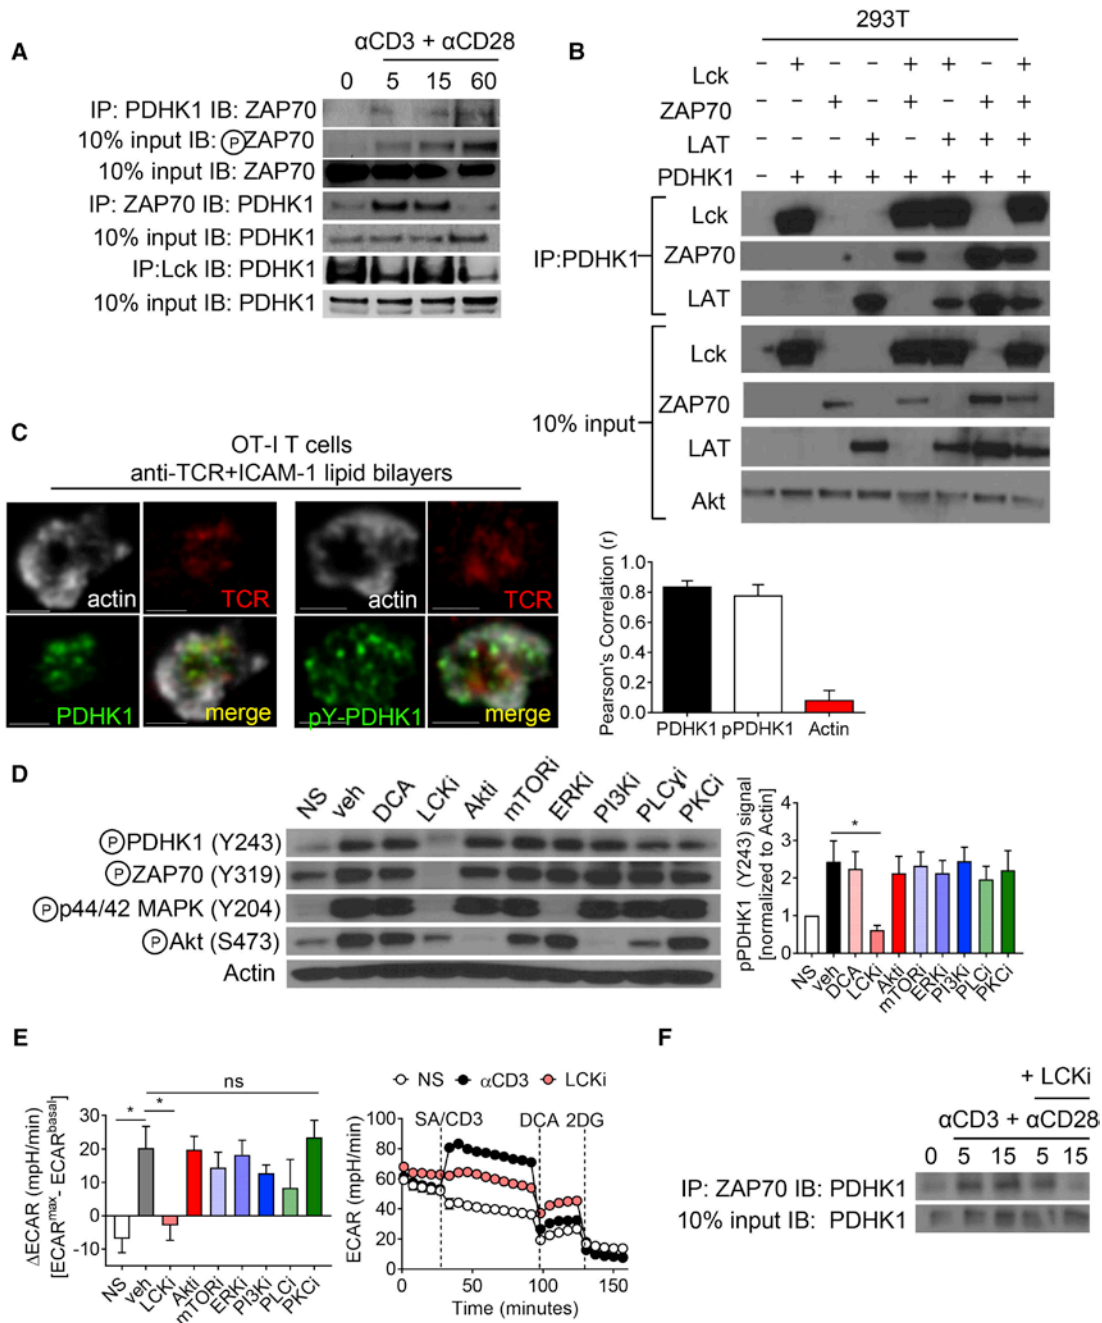 A
αCD3 + αCD28
0 5 15 60
IP: PDHK1 IB: ZAP70
10% input IB: ⓅZAP70
10% input IB: ZAP70
IP: ZAP70 IB: PDHK1
10% input IB: PDHK1
IP:Lck IB: PDHK1
10% input IB: PDHK1
B
293T
Lck – + – – + + – +
ZAP70 – – + – + – + +
LAT – – – + – + + +
PDHK1 – + + + + + + +
IP:PDHK1
Lck
ZAP70
LAT
10% input
Lck
ZAP70
LAT
Akt
C
OT-I T cells
anti-TCR+ICAM-1 lipid bilayers
actin TCR actin TCR
PDHK1 merge pY-PDHK1 merge
Pearson's Correlation (r)
1.0
0.8
0.6
0.4
0.2
0.0
PDHK1 pPDHK1 Actin
D
NS veh DCA LCKi Akti mTORi ERKi PI3Ki PLCγi PKCi
ⓅPDHK1 (Y243)
ⓅZAP70 (Y319)
Ⓟp44/42 MAPK (Y204)
ⓅAkt (S473)
Actin
pPDHK1 (Y243) signal
[normalized to Actin]
4
3
2
1
0
*
NS veh DCA LCKi Akti mTORi ERKi PI3Ki PLCi PKCi
E
ΔECAR (mpH/min)
[ECARmax- ECARbasal]
30
20
10
0
-10
ns
* *
NS veh LCKi Akti mTORi ERKi PI3Ki PLCi PKCi
NS αCD3 LCKi
SA/CD3 DCA 2DG
ECAR (mpH/min)
100
80
60
40
20
0
0 50 100 150
Time (minutes)
F
+ LCKi
αCD3 + αCD28
0 5 15 5 15
IP: ZAP70 IB: PDHK1
10% input IB: PDHK1